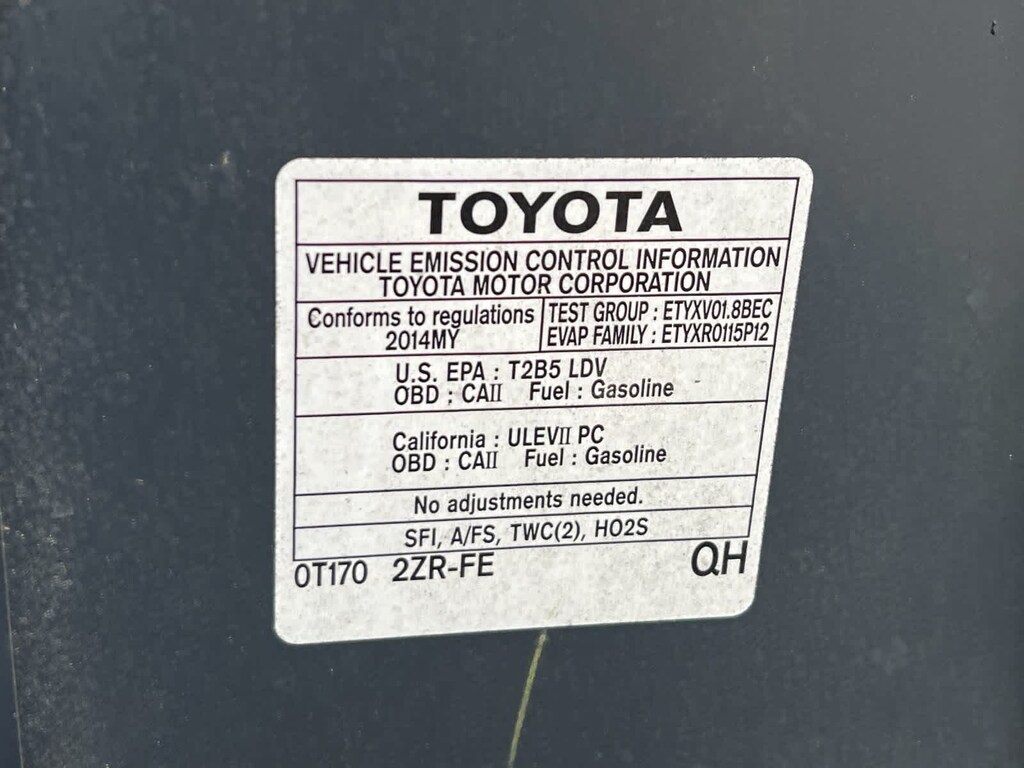 TOYOTA
VEHICLE EMISSION CONTROL INFORMATION
TOYOTA MOTOR CORPORATION
Conforms to regulations
2014MY
TEST GROUP : ETYXV01.8BEC
EVAP FAMILY : ETYXR0115P12
U.S. EPA : T2B5 LDV
OBD : CAII Fuel : Gasoline
California : ULEVII PC
OBD : CAII Fuel : Gasoline
No adjustments needed.
SFI, A/FS, TWC(2), HO2S
0T170 2ZR-FE QH